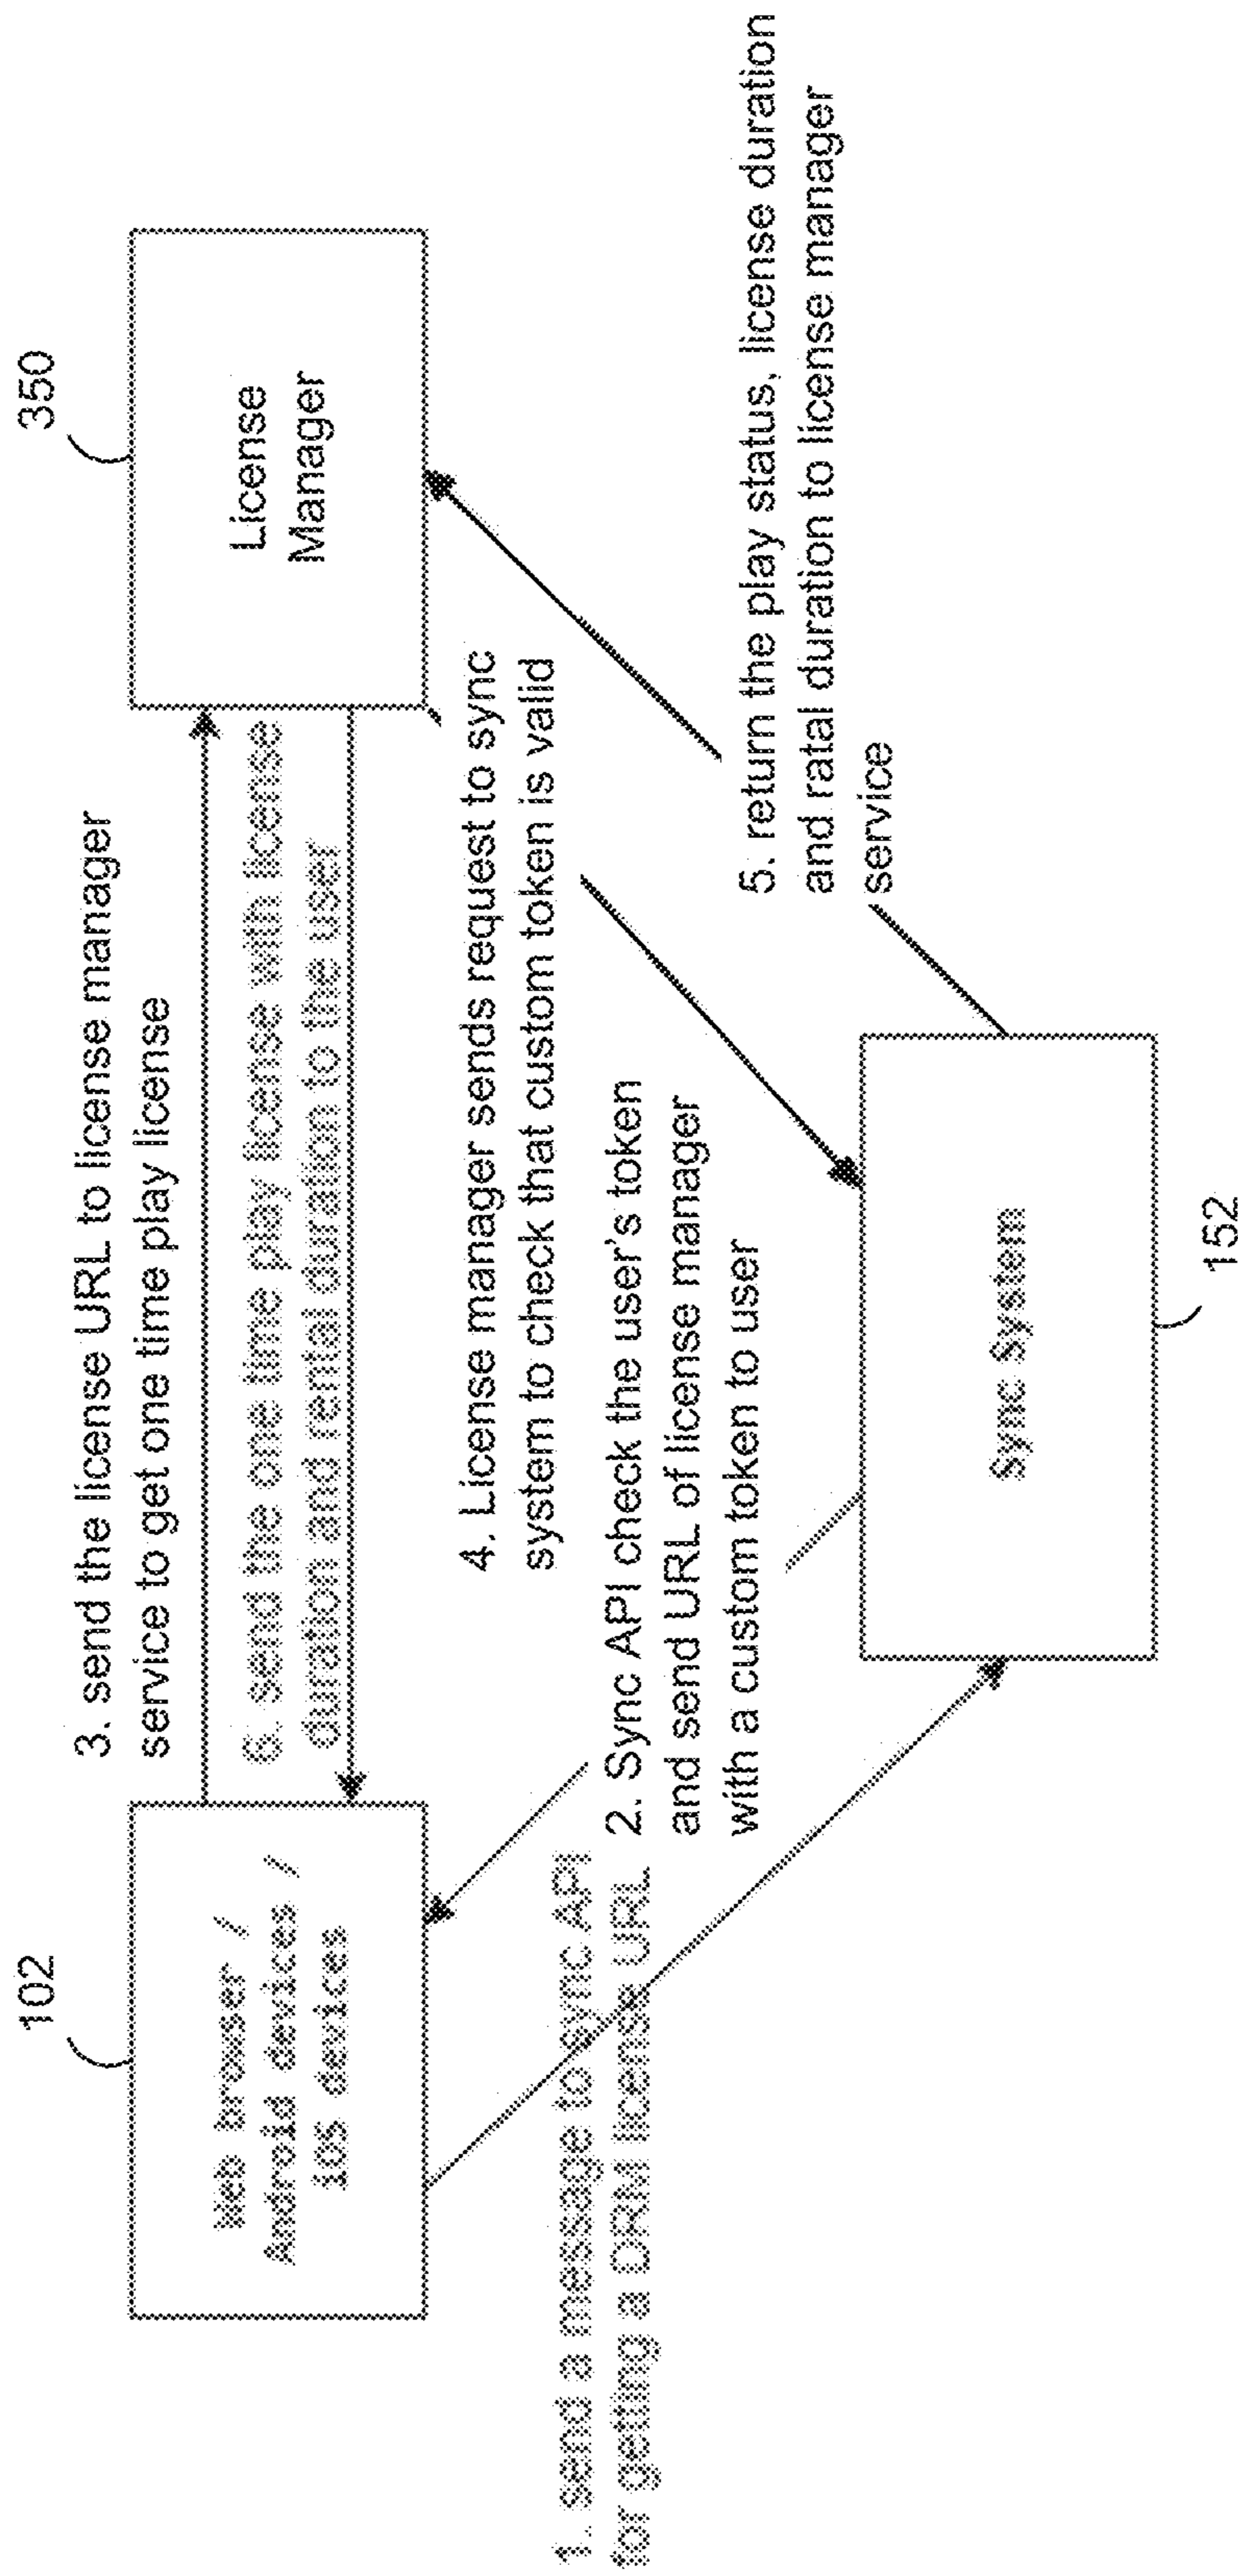 102
Web browser /
Android devices /
iOS devices
350
License
Manager
3. send the license URL to license manager
service to get one time play license
6. send the one time play license with license
duration and rental duration to the user
4. License manager sends request to sync
system to check that custom token is valid
1. send a message to sync API
for getting a DRM license URL
2. Sync API check the user's token
and send URL of license manager
with a custom token to user
5. return the play status, license duration
and ratal duration to license manager
service
Sync System
152